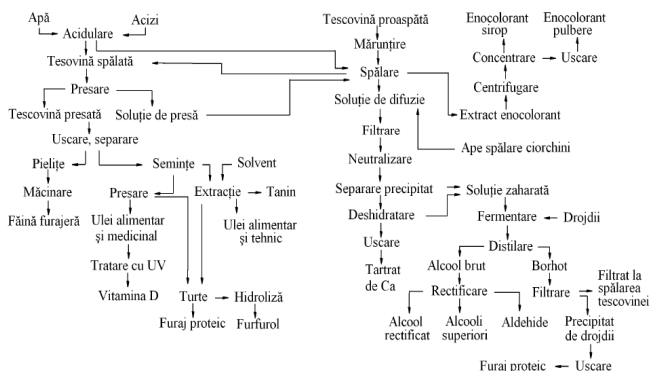 Apă
Acizi
Acidulare
Tesovină spălată
Presare
Tescovină presată
Soluție de presă
Uscare, separare
Pielițe
Semințe
Solvent
Măcinare
Presare
Extracție
Tanin
Făină furajeră
Ulei alimentar
și medicinal
Ulei alimentar
și tehnic
Tratare cu UV
Vitamina D
Turte
Hidroliză
Furaj proteic
Furfurol
Tescovină proaspătă
Mărunțire
Spălare
Soluție de difuzie
Filtrare
Neutralizare
Separare precipitat
Deshidratare
Uscare
Tartrat
de Ca
Enocolorant
sirop
Enocolorant
pulbere
Concentrare
Uscare
Centrifugare
Extract enocolorant
Ape spălare ciorchini
Soluție zaharată
Fermentare
Drojdii
Distilare
Alcool brut
Borhot
Rectificare
Filtrare
Filtrat la
spălarea
tescovinei
Alcool
rectificat
Alcooli
superiori
Aldehide
Precipitat
de drojdii
Furaj proteic
Uscare